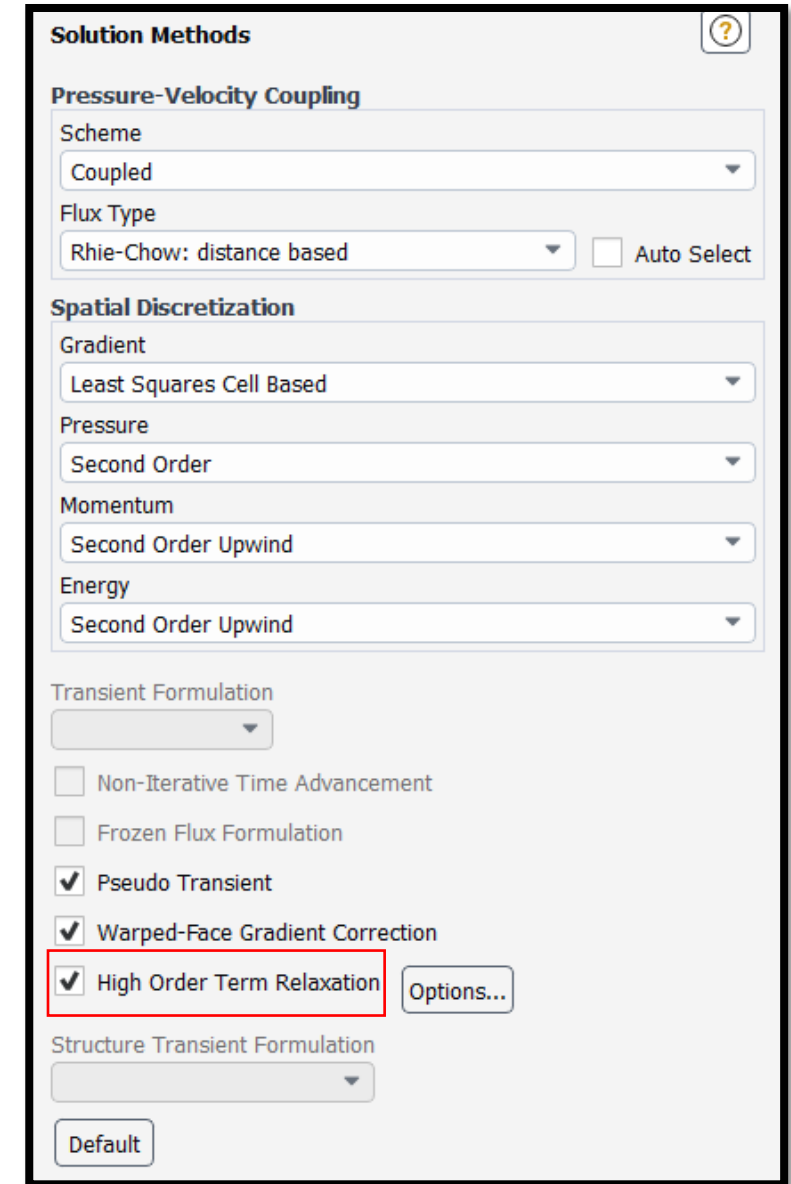 Solution Methods
?
Pressure-Velocity Coupling
Scheme
Coupled
Flux Type
Rhie-Chow: distance based
Auto Select
Spatial Discretization
Gradient
Least Squares Cell Based
Pressure
Second Order
Momentum
Second Order Upwind
Energy
Second Order Upwind
Transient Formulation
Non-Iterative Time Advancement
Frozen Flux Formulation
Pseudo Transient
Warped-Face Gradient Correction
High Order Term Relaxation
Options...
Structure Transient Formulation
Default